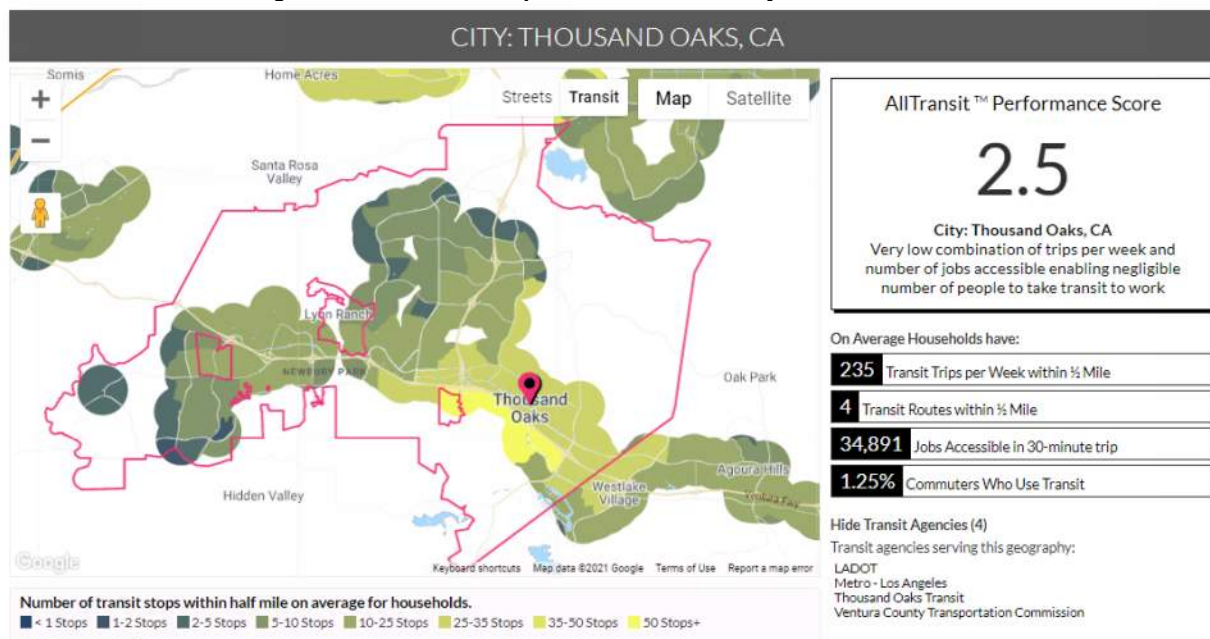 CITY: THOUSAND OAKS, CA
Somis
Home Acres
Streets Transit Map Satellite
+
−
Santa Rosa
Valley
Lynn Ranch
NEWBURY PARK
Thousand
Oaks
Oak Park
Hidden Valley
Westlake
Village
Agoura Hills
Ventura Fwy
Google
Keyboard shortcuts Map data ©2021 Google Terms of Use Report a map error
Number of transit stops within half mile on average for households.
< 1 Stops 1-2 Stops 2-5 Stops 5-10 Stops 10-25 Stops 25-35 Stops 35-50 Stops 50 Stops+
AllTransit ™ Performance Score
2.5
City: Thousand Oaks, CA
Very low combination of trips per week and
number of jobs accessible enabling negligible
number of people to take transit to work
On Average Households have:
235 Transit Trips per Week within ½ Mile
4 Transit Routes within ½ Mile
34,891 Jobs Accessible in 30-minute trip
1.25% Commuters Who Use Transit
Hide Transit Agencies (4)
Transit agencies serving this geography:
LADOT
Metro - Los Angeles
Thousand Oaks Transit
Ventura County Transportation Commission